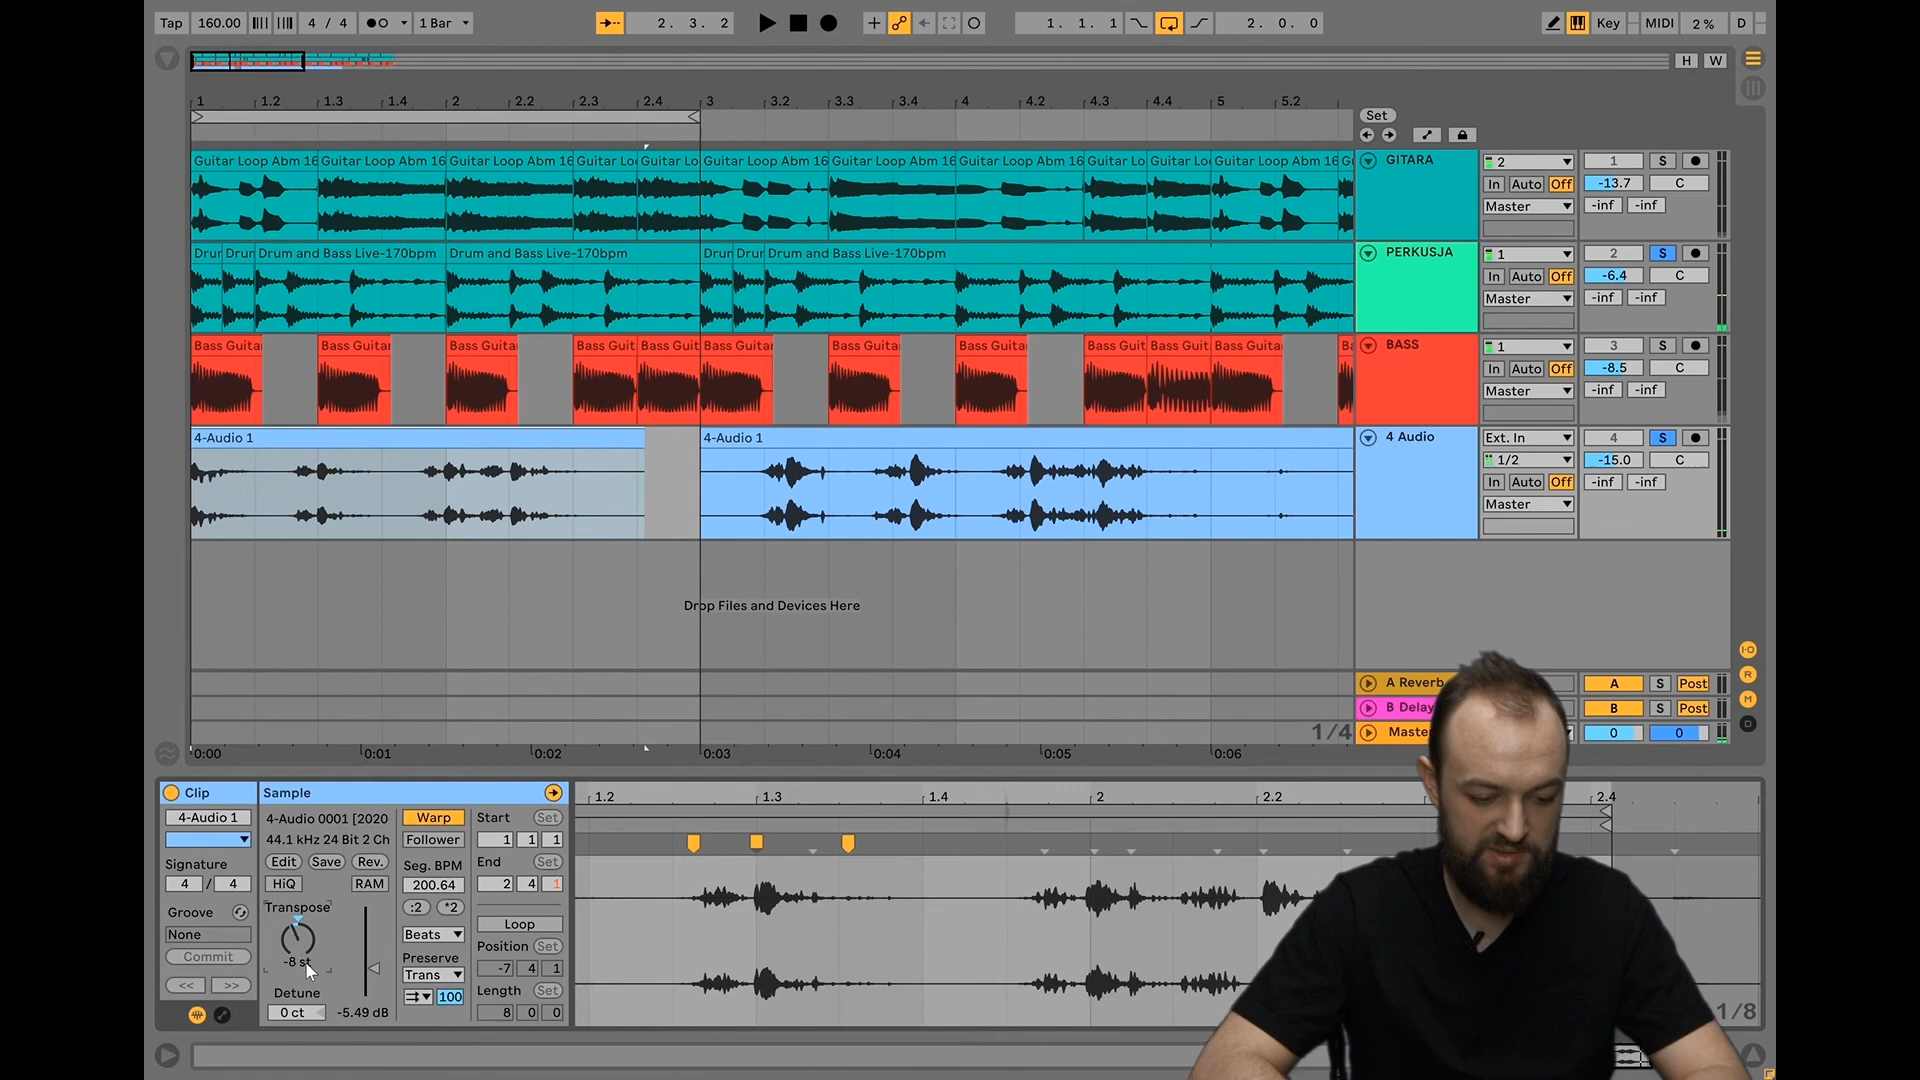 Tap 160.00 4 / 4 1 Bar 2. 3. 2 1. 1. 1 2. 0. 0 Key MIDI 2 % D
H W
1 1.2 1.3 1.4 2 2.2 2.3 2.4 3 3.2 3.3 3.4 4 4.2 4.3 4.4 5 5.2
Set
Guitar Loop Abm 16 Guitar Loop Abm 16 Guitar Loop Abm 16 Guitar Lo Guitar Lo Guitar Loop Abm 16 Guitar Loop Abm 16 Guitar Loop Abm 16 Guitar Lo Guitar Lo Guitar Loop Abm 16 G
GITARA 2 1 S
In Auto Off -13.7 C
Master -inf -inf
Drur Drum Drum and Bass Live-170bpm Drum and Bass Live-170bpm Drum Drur Drum and Bass Live-170bpm
PERKUSJA 1 2 S
In Auto Off -6.4 C
Master -inf -inf
Bass Guitar Bass Guitar Bass Guitar Bass Guit Bass Guit Bass Guitar Bass Guitar Bass Guitar Bass Guit Bass Guit Bass Guitar Ba
BASS 1 3 S
In Auto Off -8.5 C
Master -inf -inf
4-Audio 1 4-Audio 1
4 Audio Ext. In 4 S
1/2 -15.0 C
In Auto Off -inf -inf
Master
Drop Files and Devices Here
I·O
R
M
D
A Reverb A S Post
B Delay B S Post
1/4 Maste 0 0
0:00 0:01 0:02 0:03 0:04 0:05 0:06
Clip Sample
4-Audio 1
Signature
4 / 4
Groove
None
Commit
<< >>
4-Audio 0001 [2020
44.1 kHz 24 Bit 2 Ch
Edit Save Rev.
HiQ RAM
Transpose
-8 st
Detune
0 ct -5.49 dB
Warp
Follower
Seg. BPM
200.64
:2 *2
Beats
Preserve
Trans
100
Start Set
1 1 1
End Set
2 4 1
Loop
Position Set
-7 4 1
Length Set
8 0 0
1.2 1.3 1.4 2 2.2 2.4
1/8